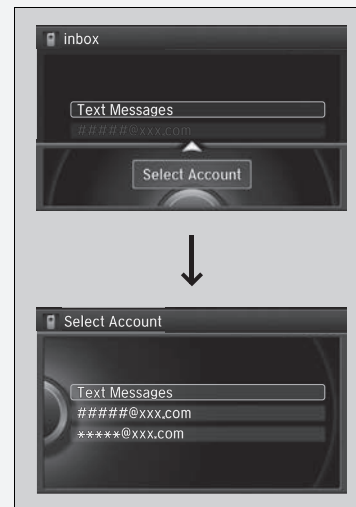 inbox
Text Messages
#####@xxx.com
Select Account
Select Account
Text Messages
#####@xxx.com
*****@xxx.com